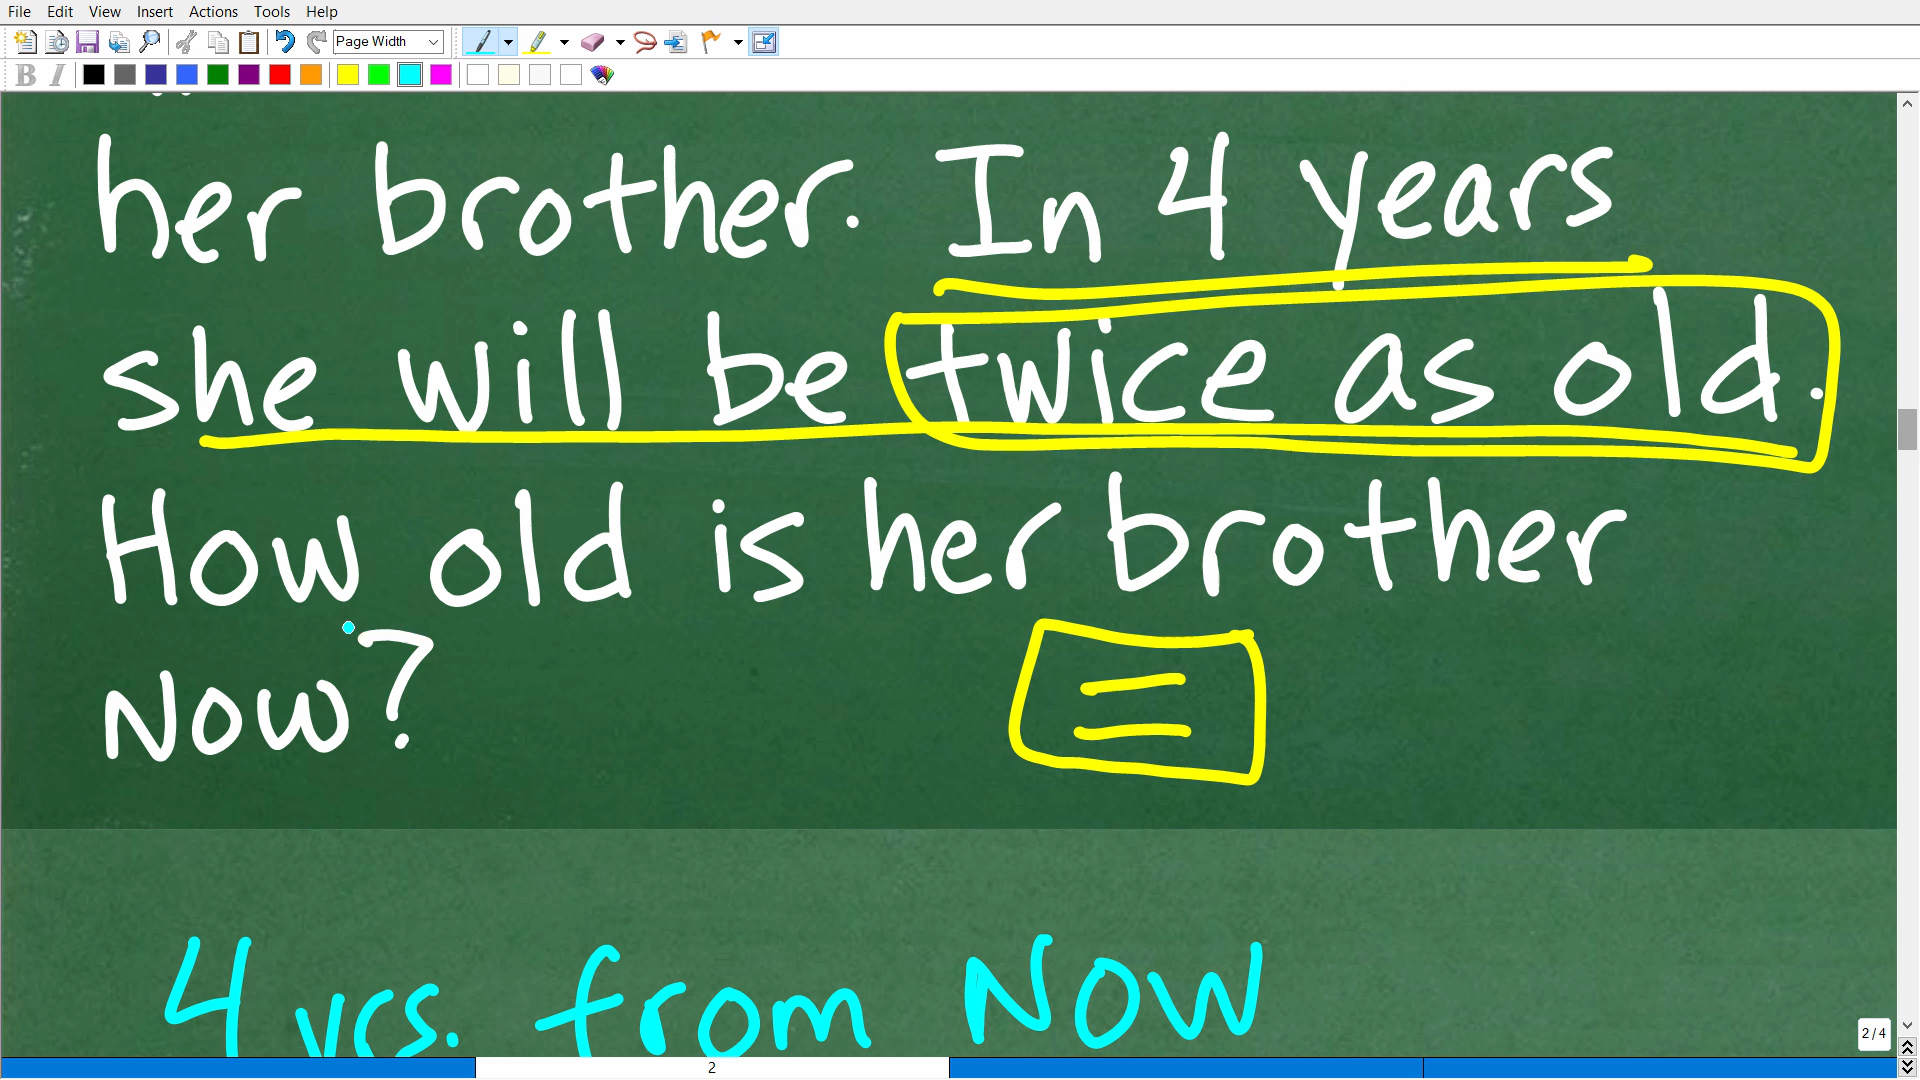 File Edit View Insert Actions Tools Help
Page Width
B I
her brother. In 4 years
she will be twice as old.
How old is her brother
Now?
=
4 yrs. from Now
2 / 4
2